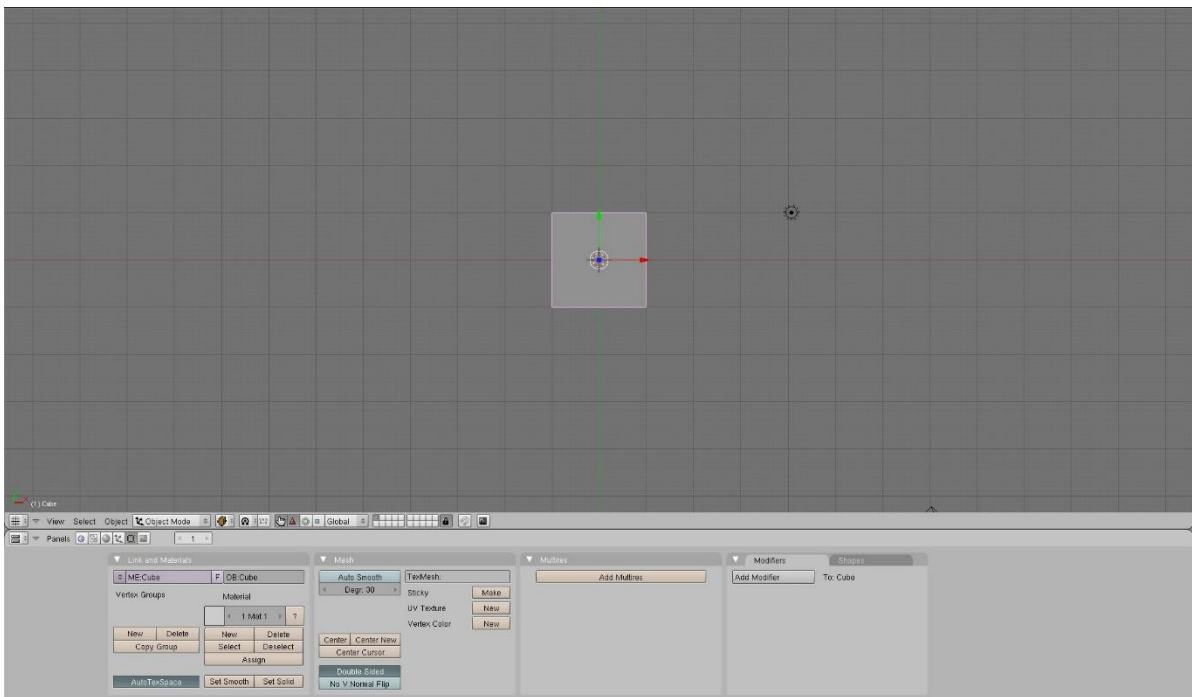 (1) Cube
View Select Object Object Mode Global
Panels 1
Link and Materials
ME:Cube F OB:Cube
Vertex Groups Material
1 Mat 1 ?
New Delete New Delete
Copy Group Select Deselect
Assign
AutoTexSpace Set Smooth Set Solid
Mesh
Auto Smooth TexMesh:
Degr: 30 Sticky Make
UV Texture New
Vertex Color New
Center Center New
Center Cursor
Double Sided
No V.Normal Flip
Multires
Add Multires
Modifiers Shapes
Add Modifier To: Cube